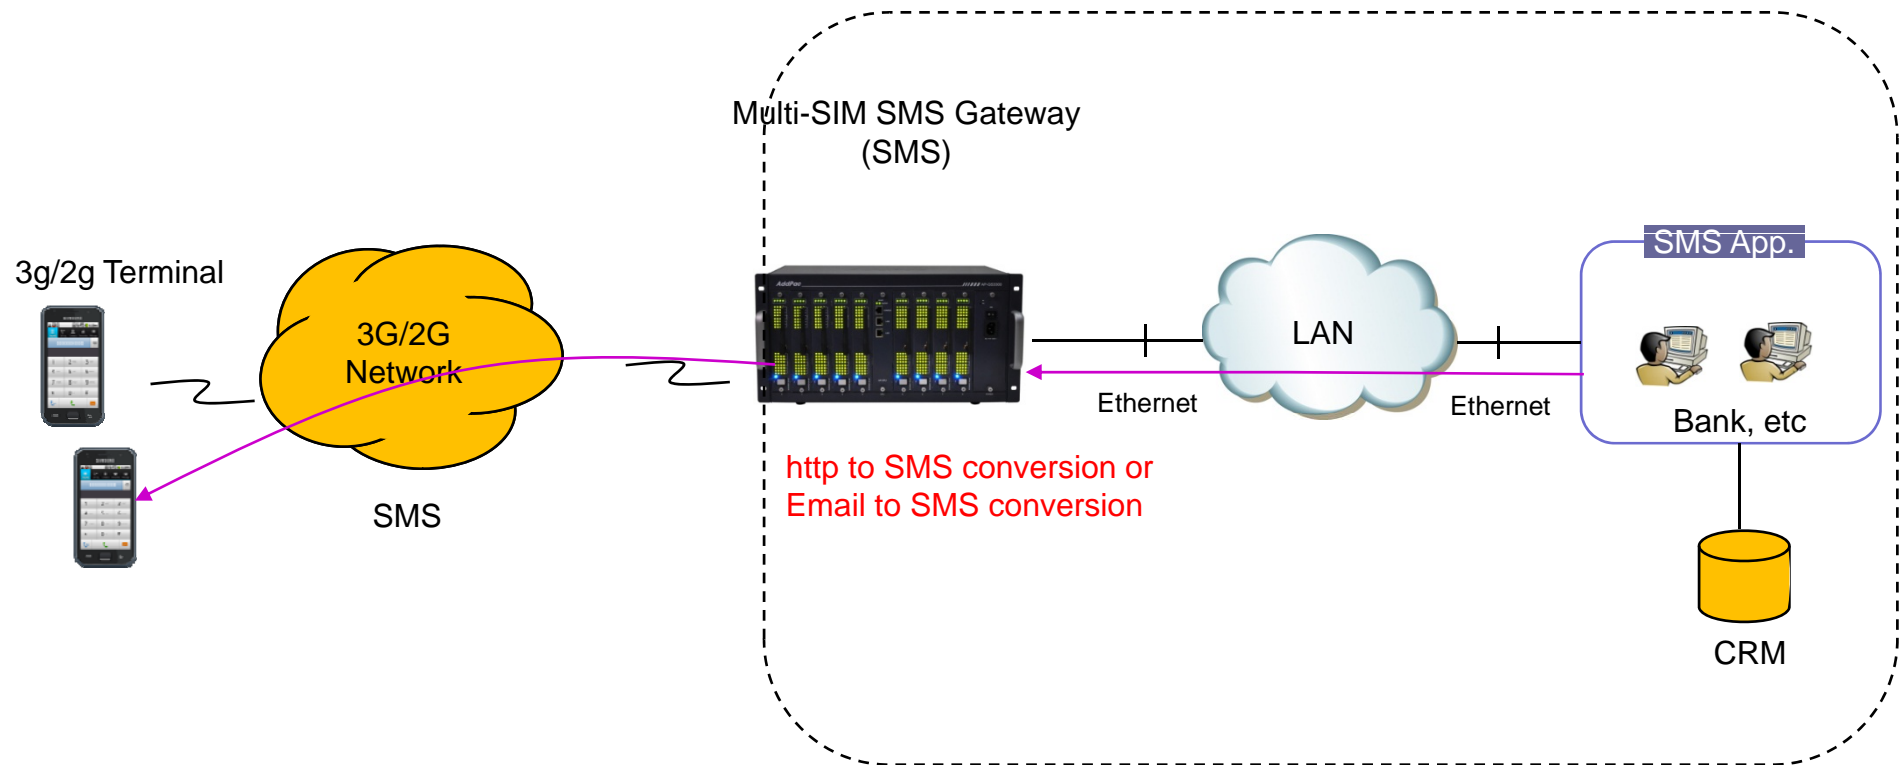 Multi-SIM SMS Gateway
(SMS)
SMS App.
3g/2g Terminal
AddPac
3G/2G
Network
LAN
Ethernet
Ethernet
Bank, etc
http to SMS conversion or
Email to SMS conversion
SMS
CRM